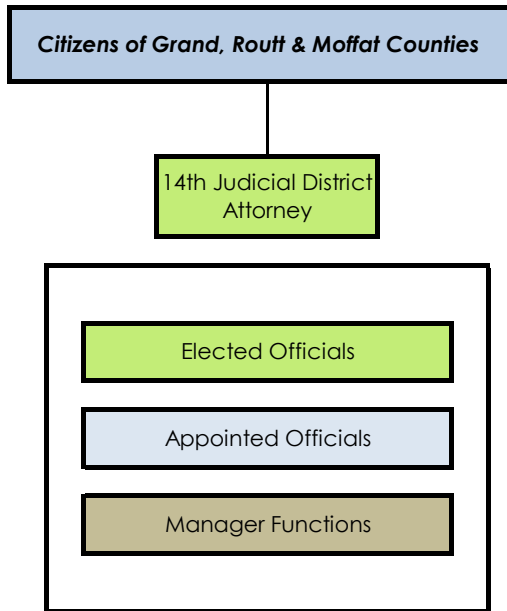 Citizens of Grand, Routt & Moffat Counties
14th Judicial District
Attorney
Elected Officials
Appointed Officials
Manager Functions